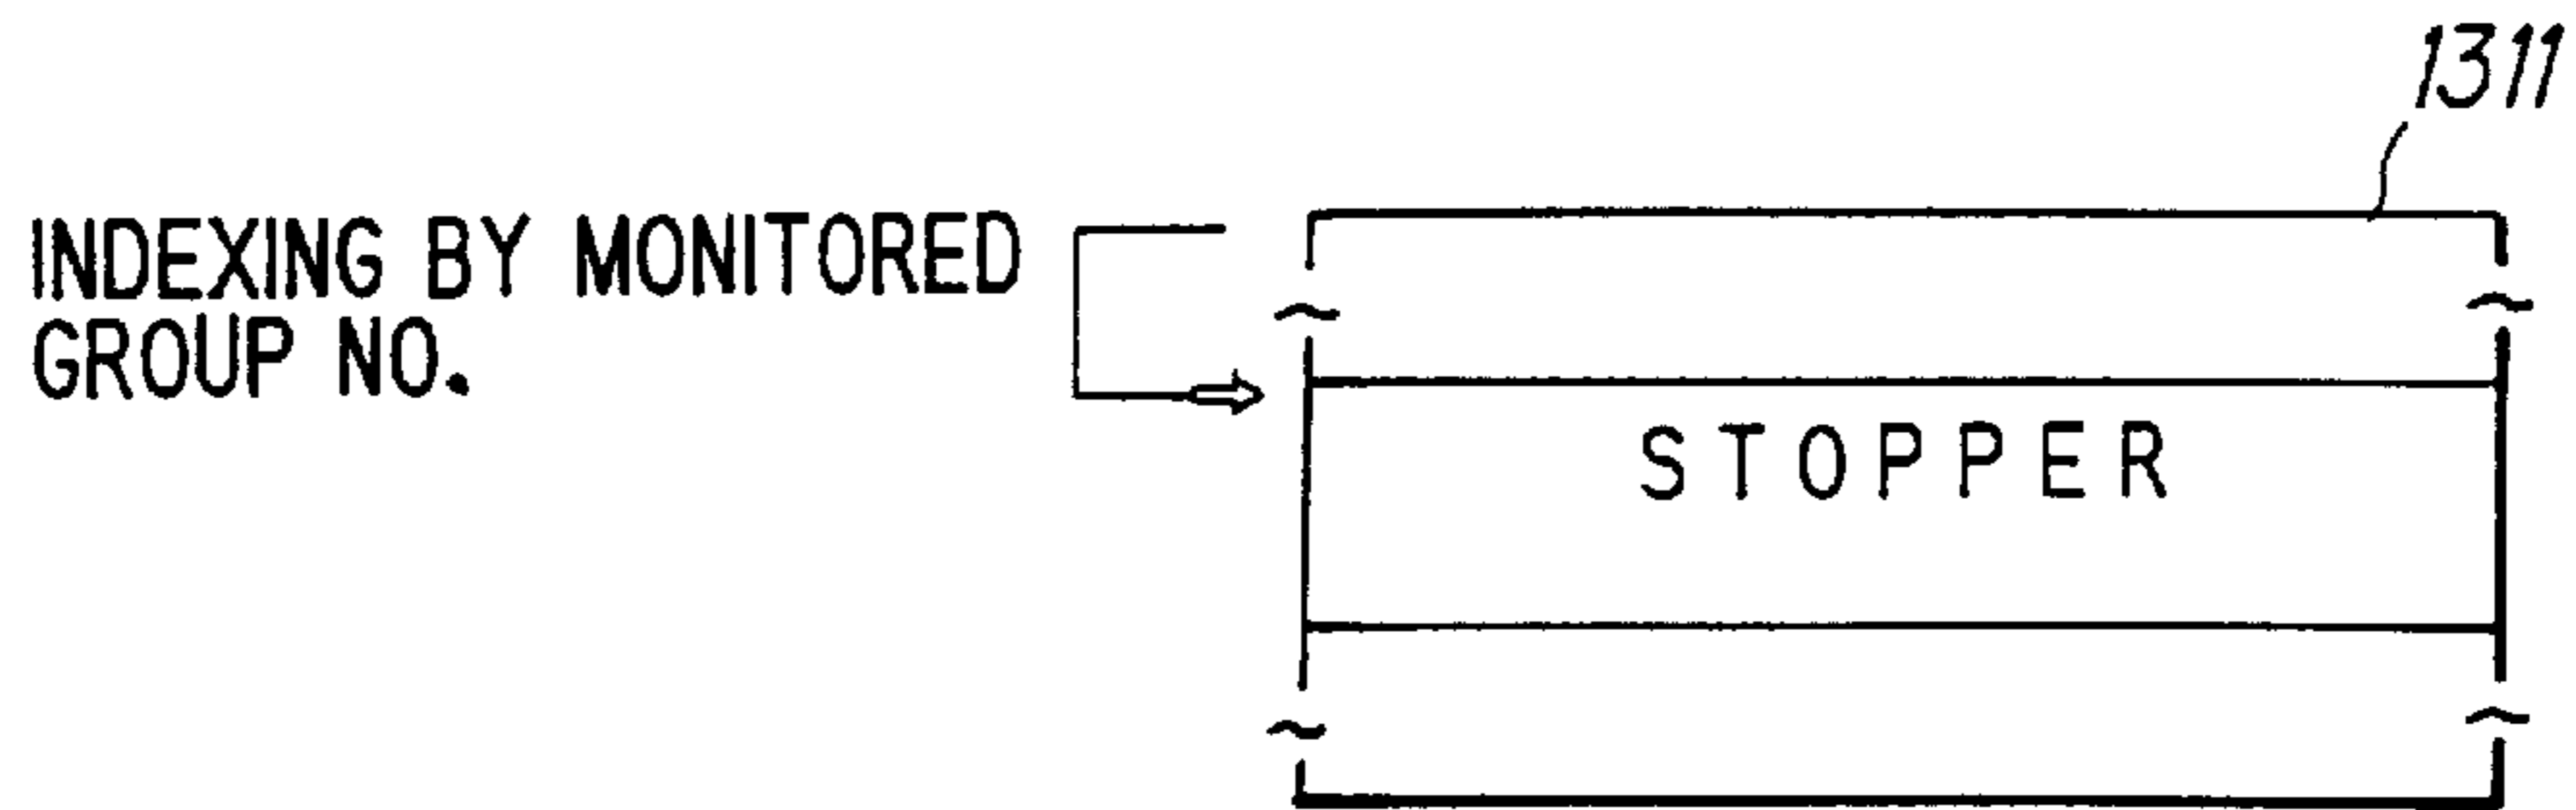 1311
INDEXING BY MONITORED
GROUP NO.
STOPPER